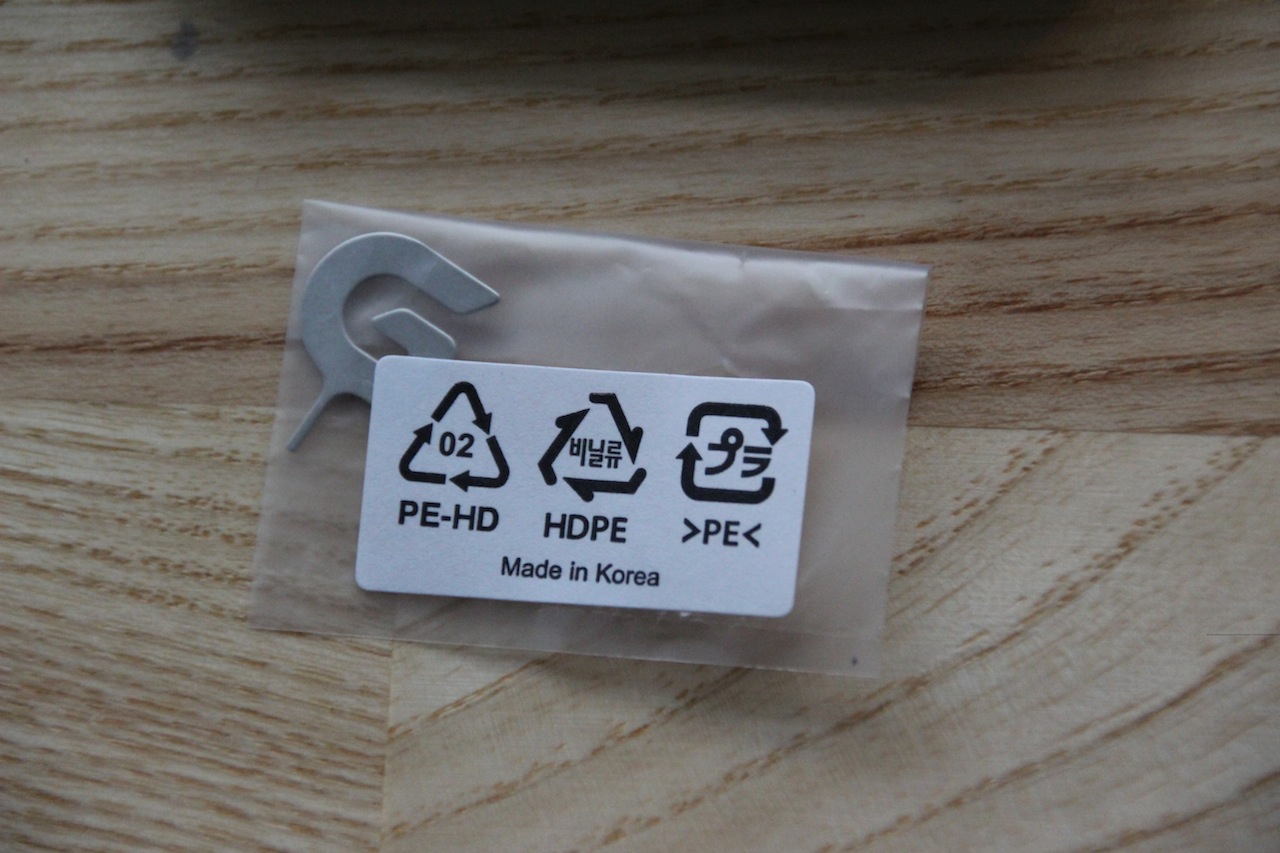 02 비닐류 プラ
PE-HD HDPE >PE<
Made in Korea